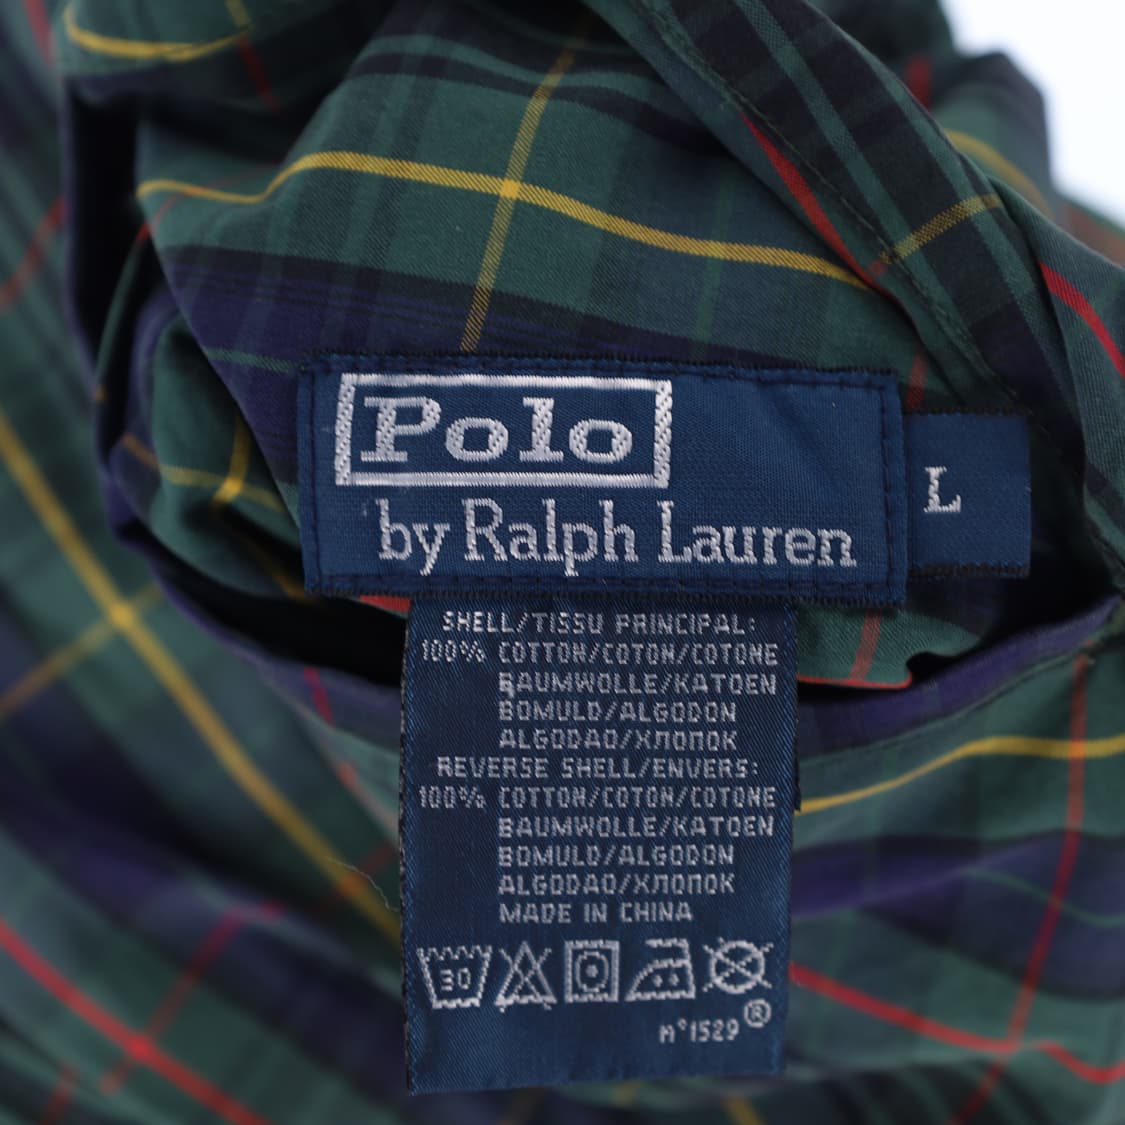 Polo
by Ralph Lauren
L
SHELL/TISSU PRINCIPAL:
100% COTTON/COTON/COTONE
BAUMWOLLE/KATOEN
BOMULD/ALGODON
ALGODAO/ХЛОПОК
REVERSE SHELL/ENVERS:
100% COTTON/COTON/COTONE
BAUMWOLLE/KATOEN
BOMULD/ALGODON
ALGODAO/ХЛОПОК
MADE IN CHINA
30
n°1529 ®